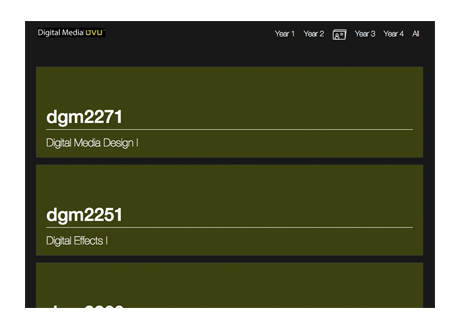 Digital Media UVU
Year 1 Year 2 Year 3 Year 4 All
dgm2271
Digital Media Design I
dgm2251
Digital Effects I